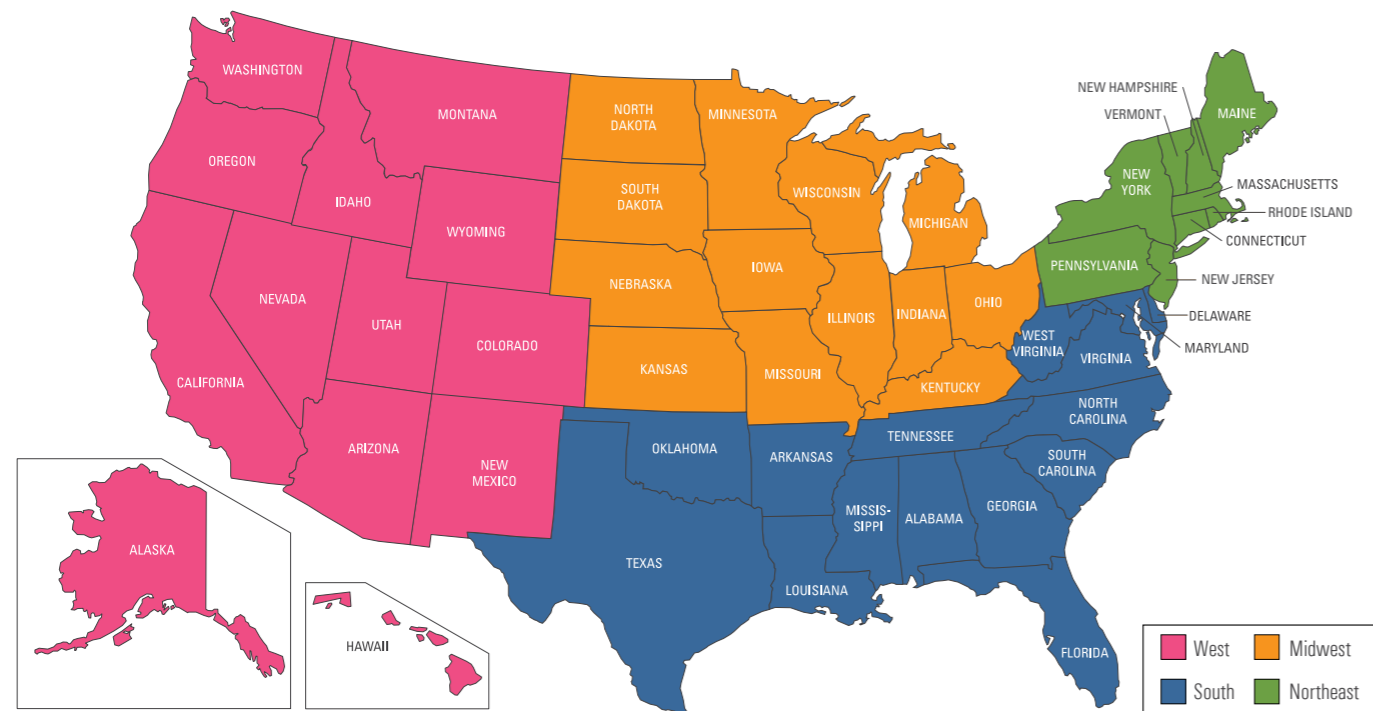 WASHINGTON
MONTANA
NORTH
DAKOTA
MINNESOTA
NEW HAMPSHIRE
VERMONT
MAINE
OREGON
IDAHO
WYOMING
SOUTH
DAKOTA
WISCONSIN
MICHIGAN
NEW
YORK
MASSACHUSETTS
RHODE ISLAND
CONNECTICUT
NEVADA
UTAH
COLORADO
NEBRASKA
IOWA
ILLINOIS
INDIANA
OHIO
PENNSYLVANIA
NEW JERSEY
DELAWARE
MARYLAND
CALIFORNIA
KANSAS
MISSOURI
KENTUCKY
WEST
VIRGINIA
VIRGINIA
ARIZONA
NEW
MEXICO
OKLAHOMA
ARKANSAS
TENNESSEE
NORTH
CAROLINA
SOUTH
CAROLINA
TEXAS
LOUISIANA
MISSIS-
SIPPI
ALABAMA
GEORGIA
FLORIDA
ALASKA
HAWAII
West
Midwest
South
Northeast